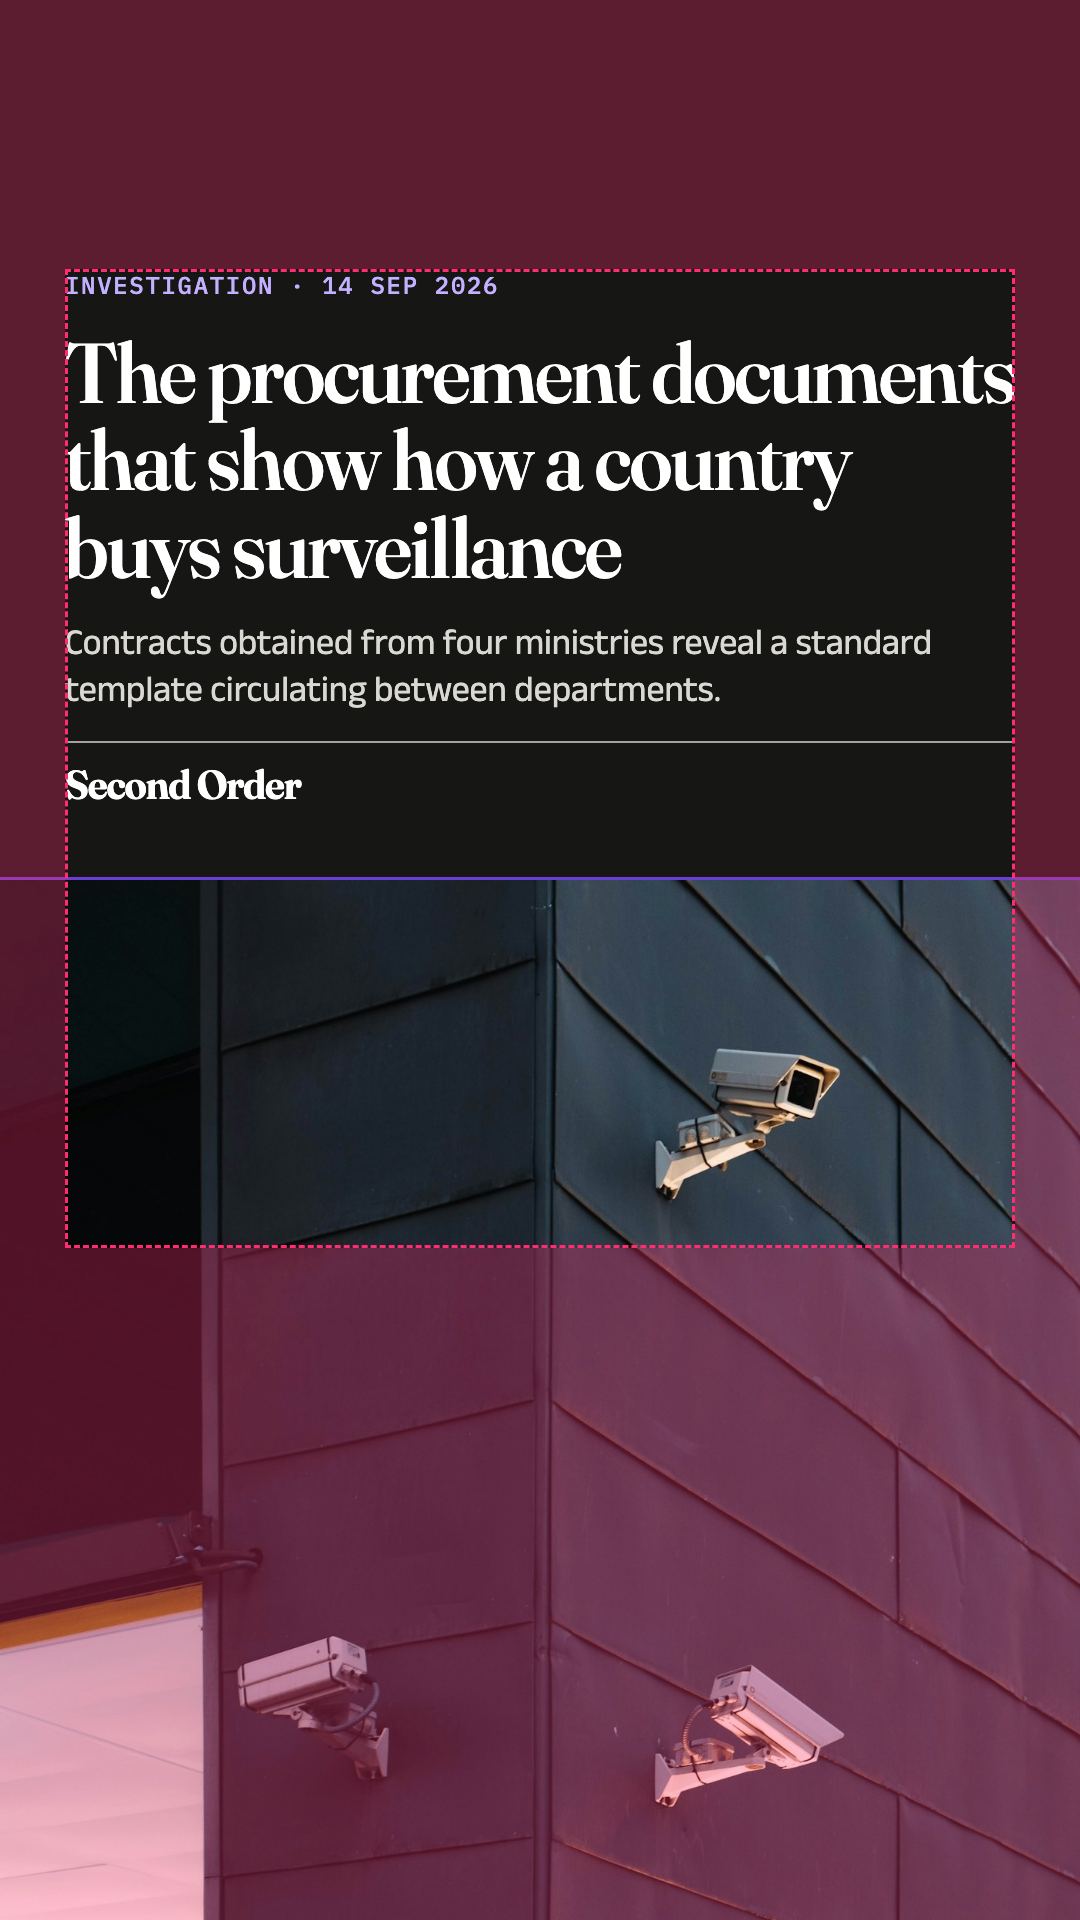 INVESTIGATION · 14 SEP 2026
The procurement documents
that show how a country
buys surveillance
Contracts obtained from four ministries reveal a standard
template circulating between departments.
Second Order